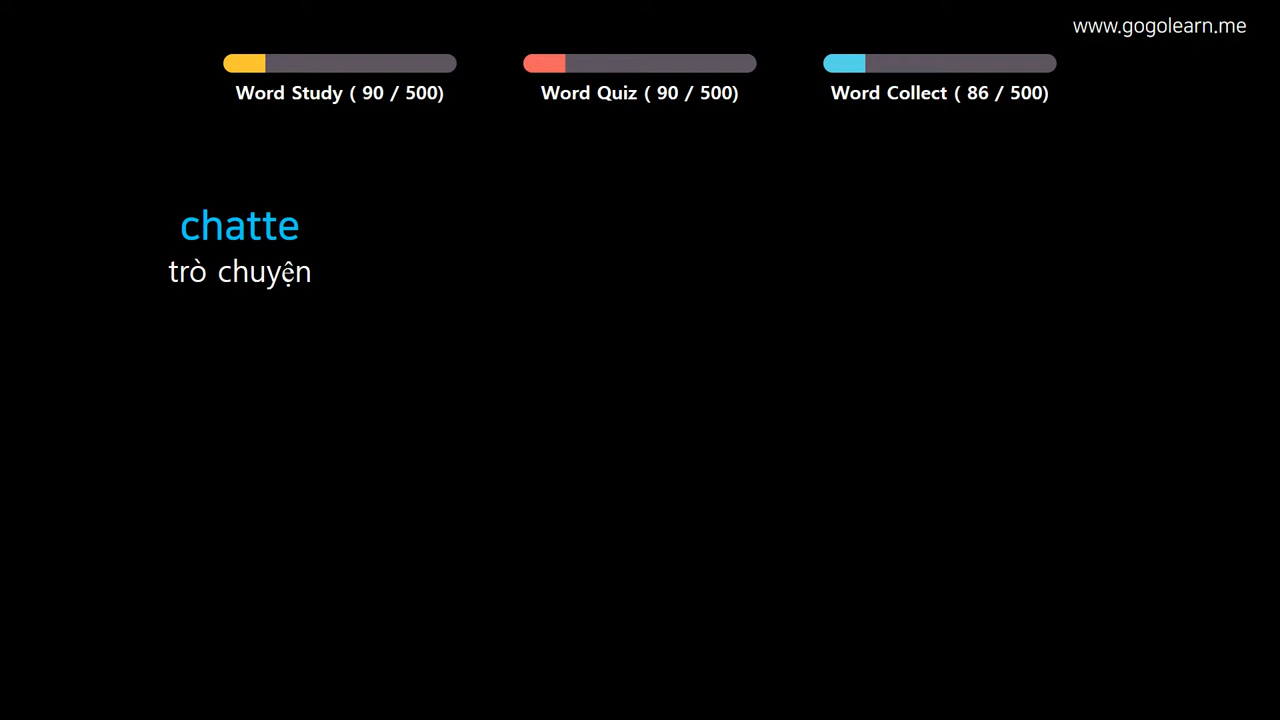 www.gogolearn.me
Word Study ( 90 / 500)
Word Quiz ( 90 / 500)
Word Collect ( 86 / 500)
chatte
trò chuyện